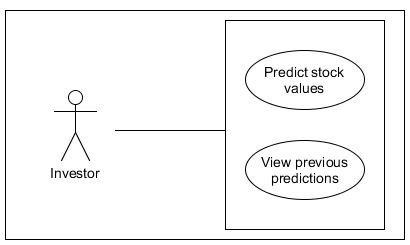 Predict stock
values
View previous
predictions
Investor